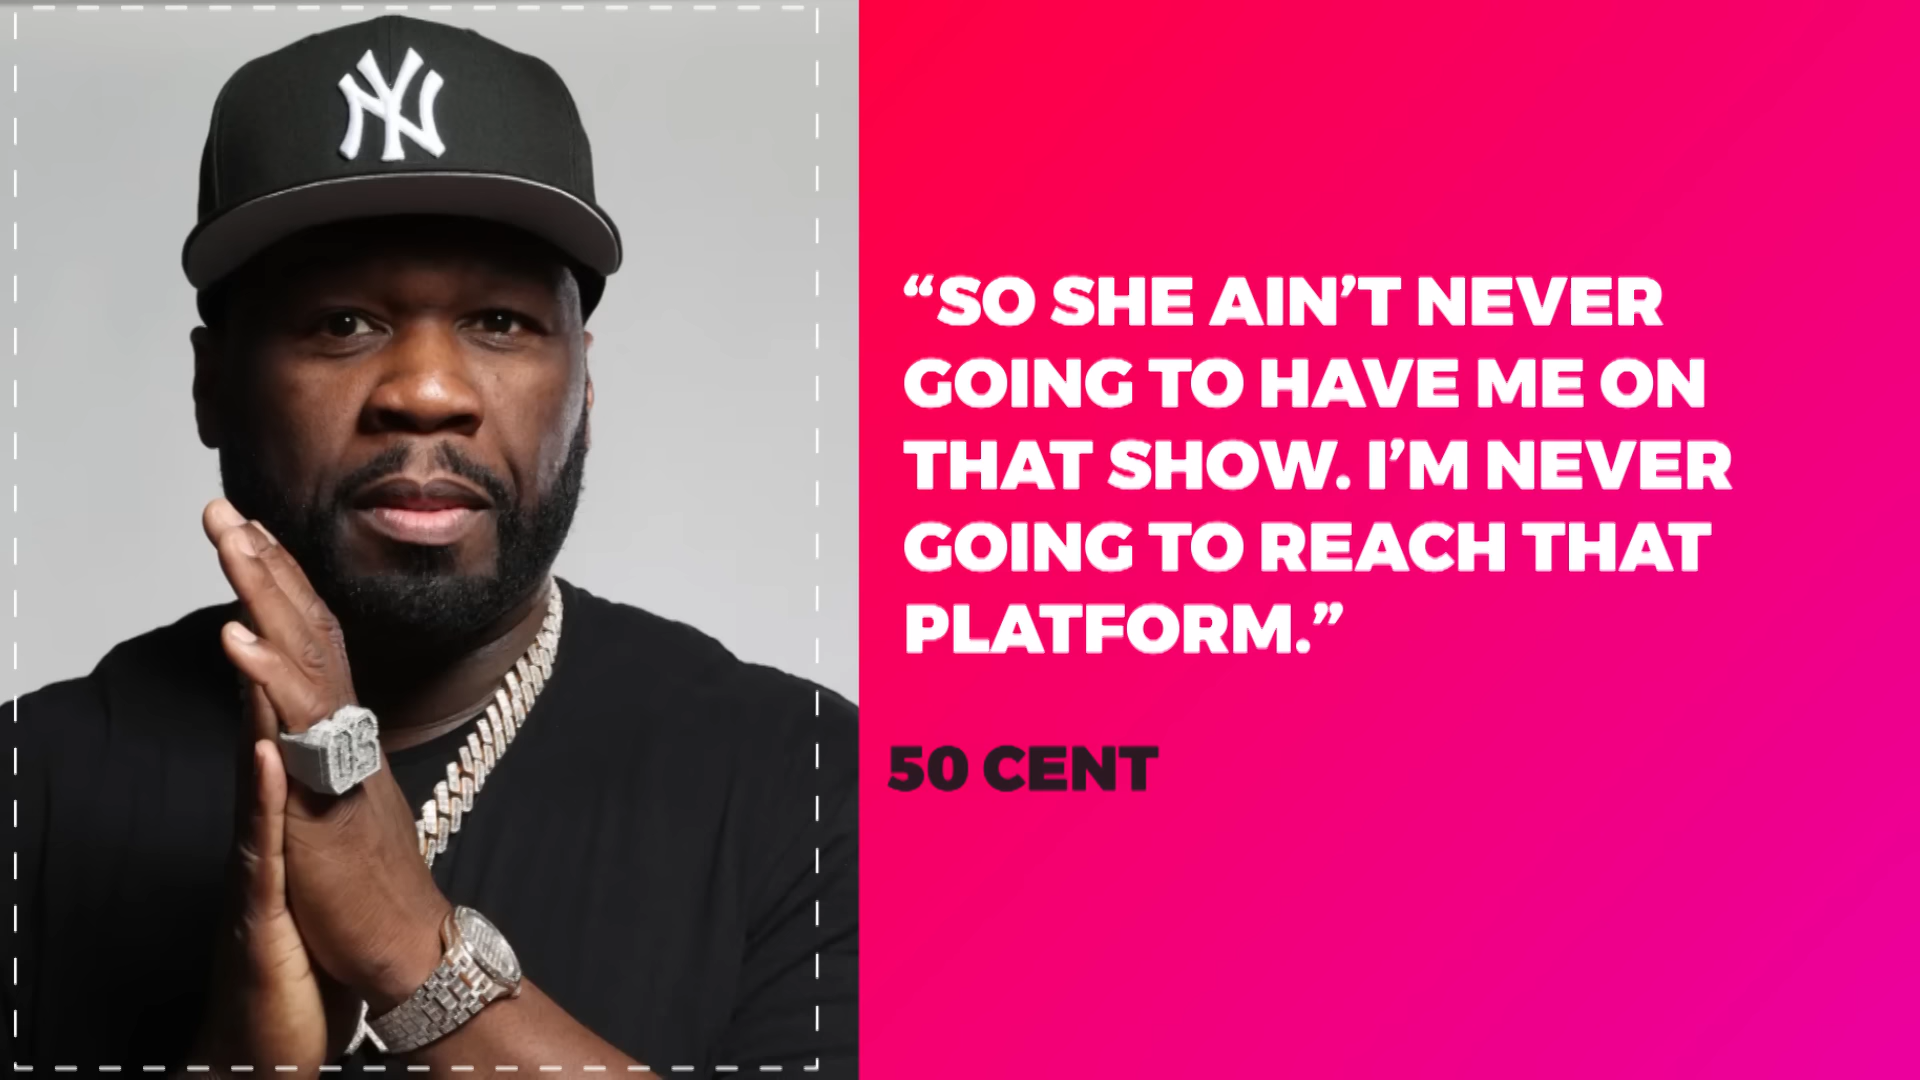 NY
“SO SHE AIN’T NEVER
GOING TO HAVE ME ON
THAT SHOW. I’M NEVER
GOING TO REACH THAT
PLATFORM.”
50 CENT